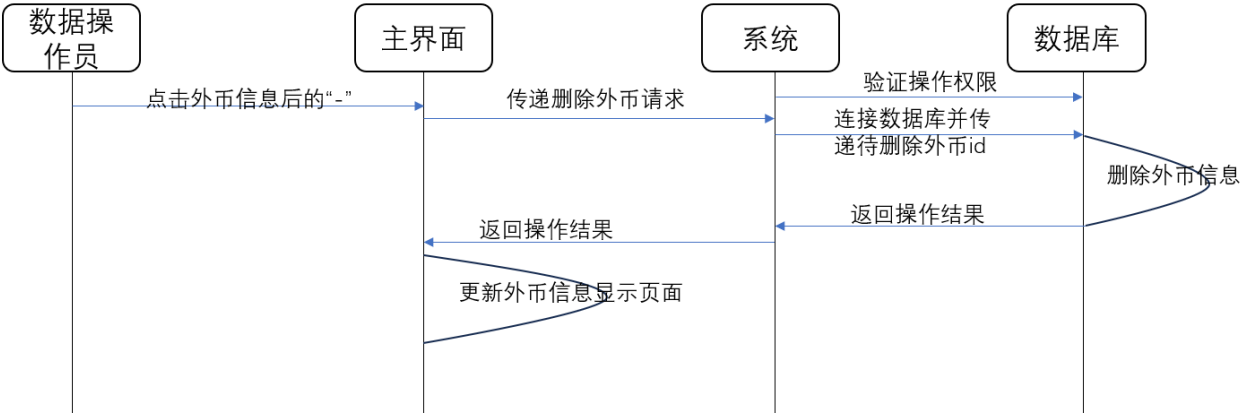 数据操
作员
主界面
系统
数据库
点击外币信息后的“-”
传递删除外币请求
验证操作权限
连接数据库并传
递待删除外币id
删除外币信息
返回操作结果
返回操作结果
更新外币信息显示页面